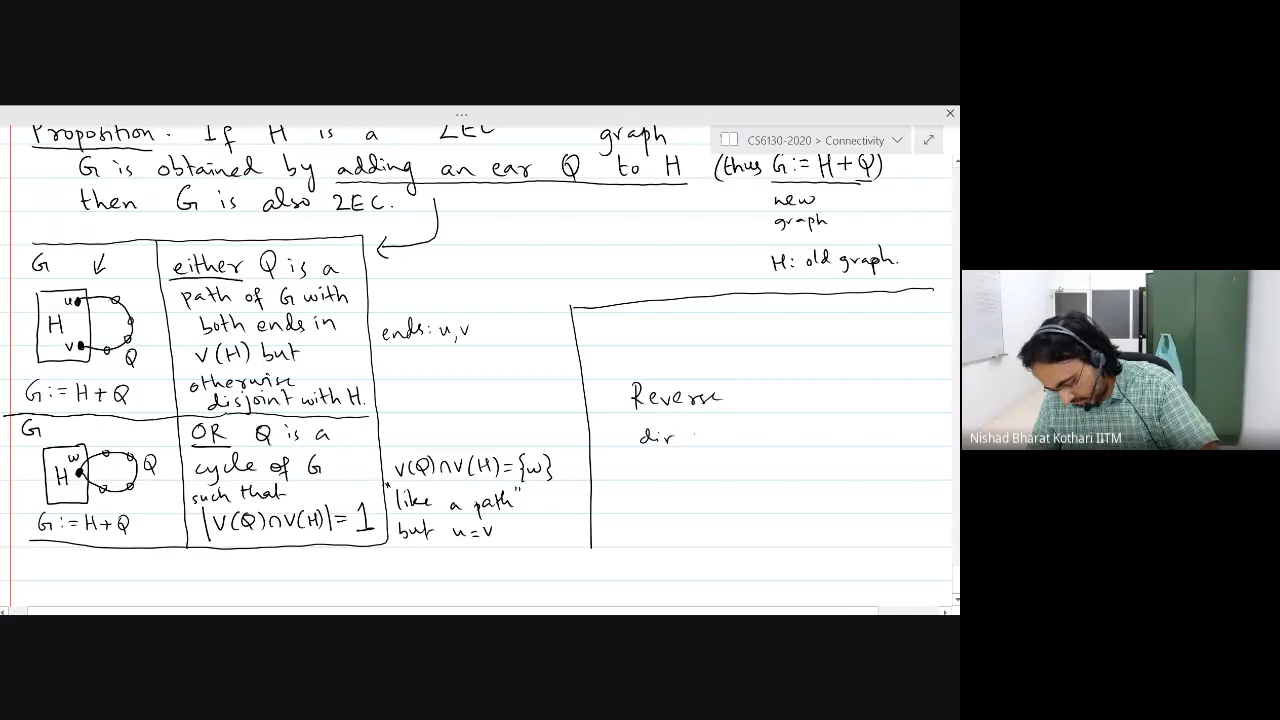 Proposition. If H is a 2EC graph
CS6130-2020 > Connectivity
G is obtained by adding an ear Q to H (thus G := H + Q)
then G is also 2EC.
new
graph
H: old graph.
G
u
H
v
Q
G := H + Q
either Q is a
path of G with
both ends in
V(H) but
otherwise
disjoint with H.
ends: u, v
G
w
H
Q
G := H + Q
OR Q is a
cycle of G
such that
|V(Q)∩V(H)| = 1
V(Q)∩V(H) = {w}
"like a path"
but u = v
Reverse
dir
Nishad Bharat Kothari IITM